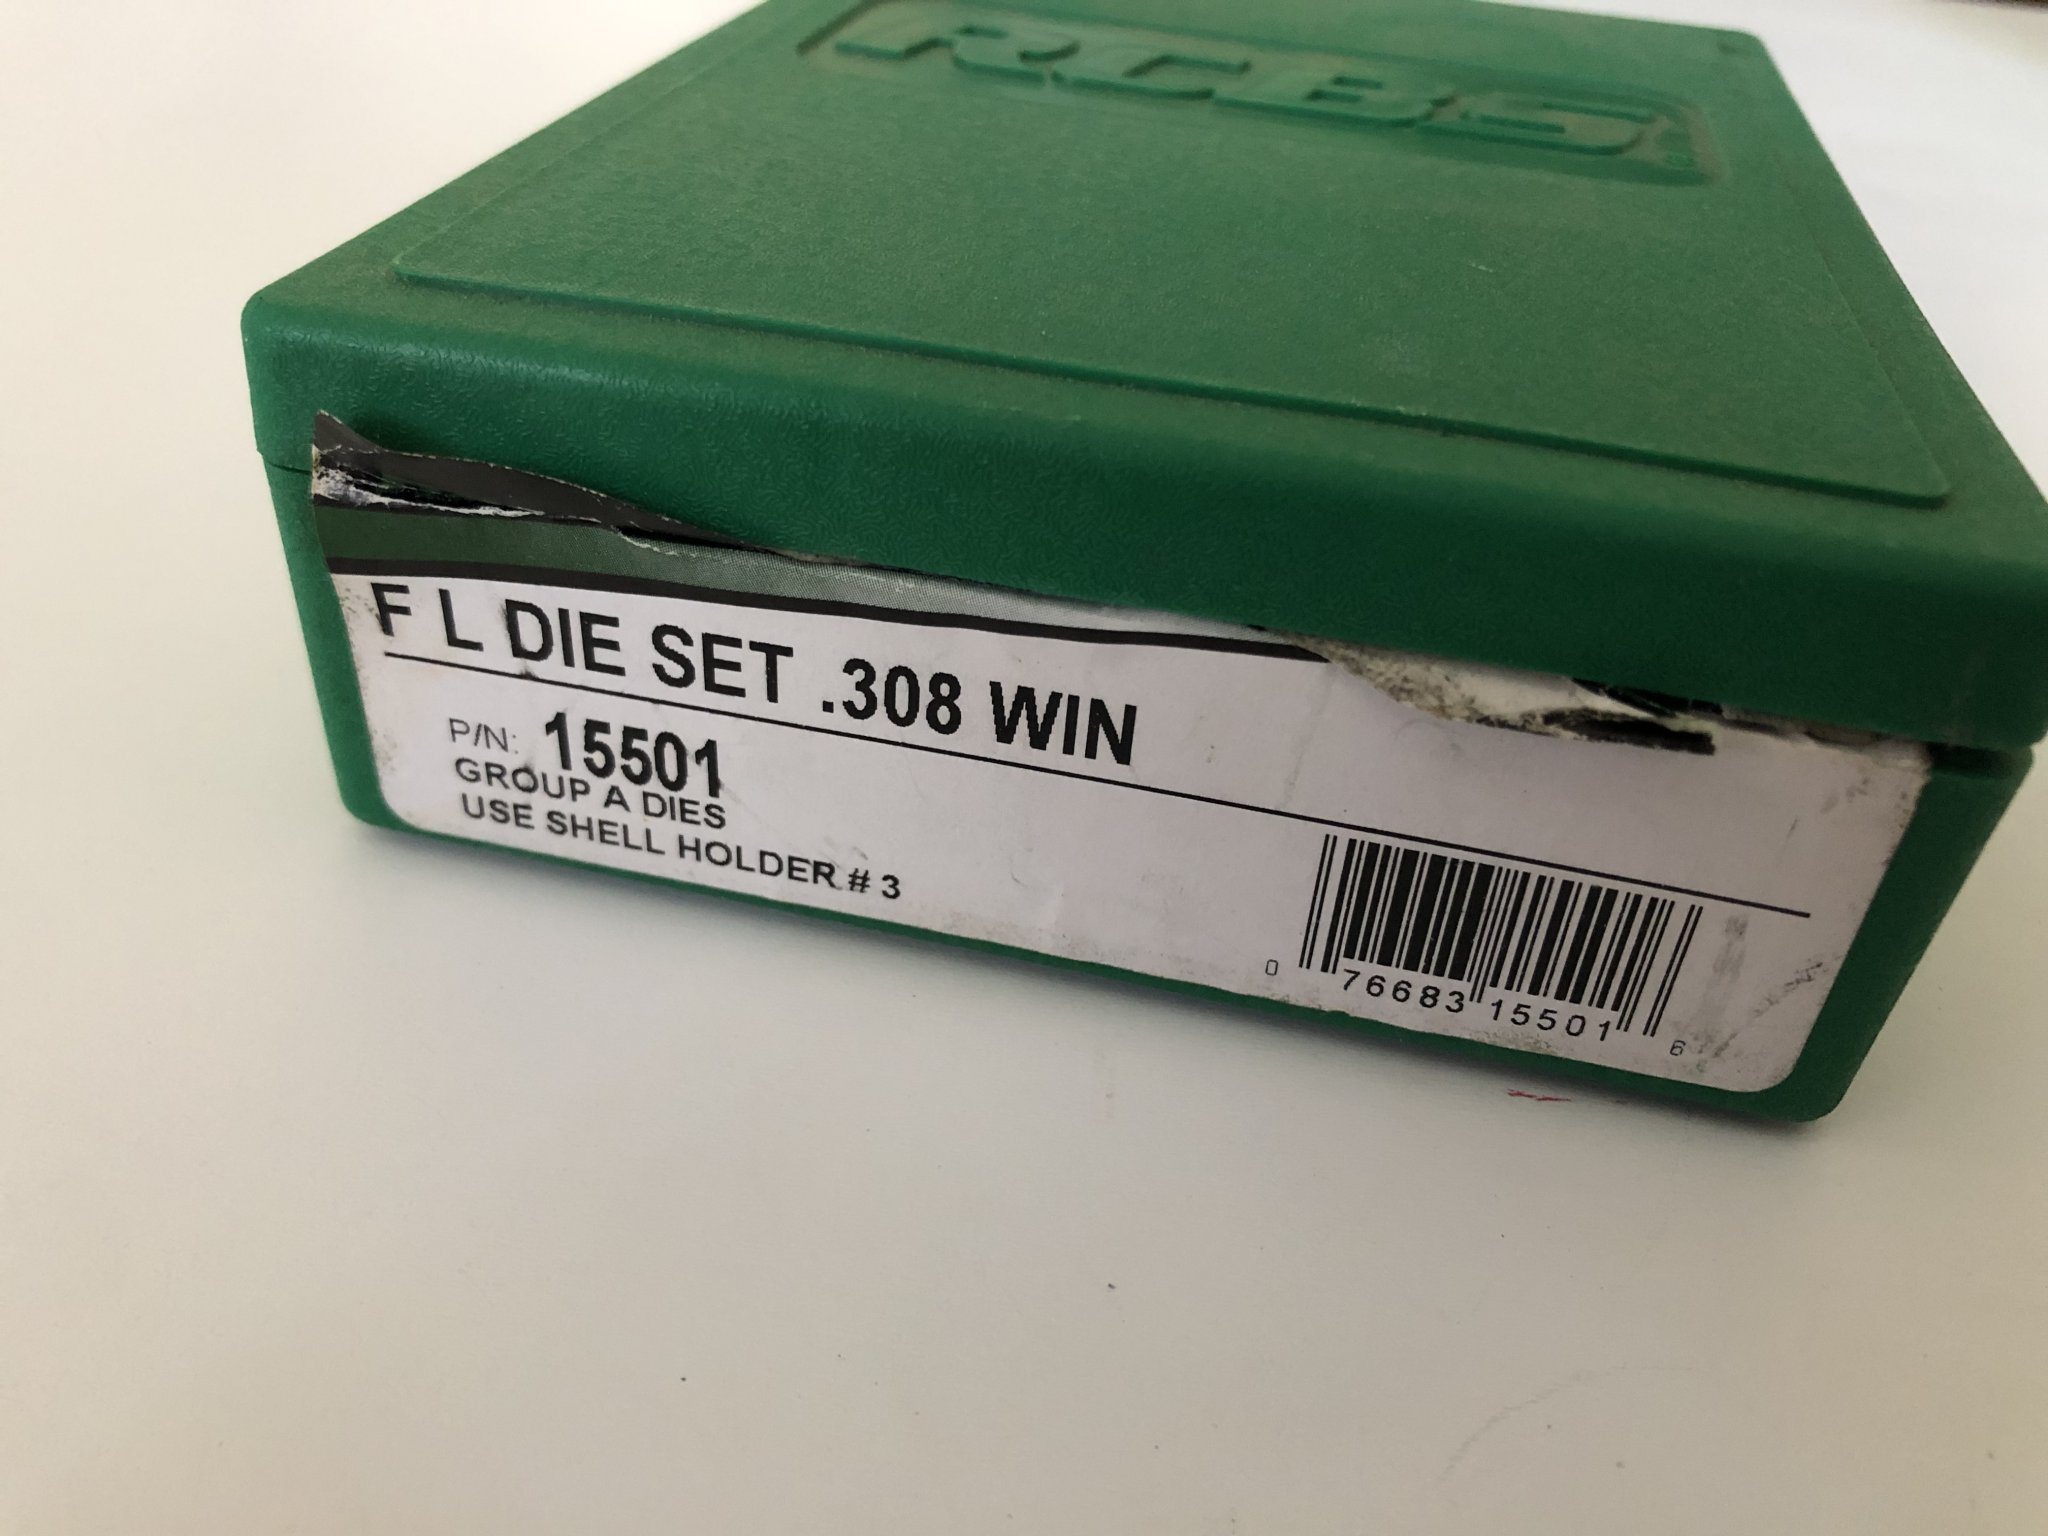 RCBS
F L DIE SET .308 WIN
P/N: 15501
GROUP A DIES
USE SHELL HOLDER # 3
0 76683 15501 6